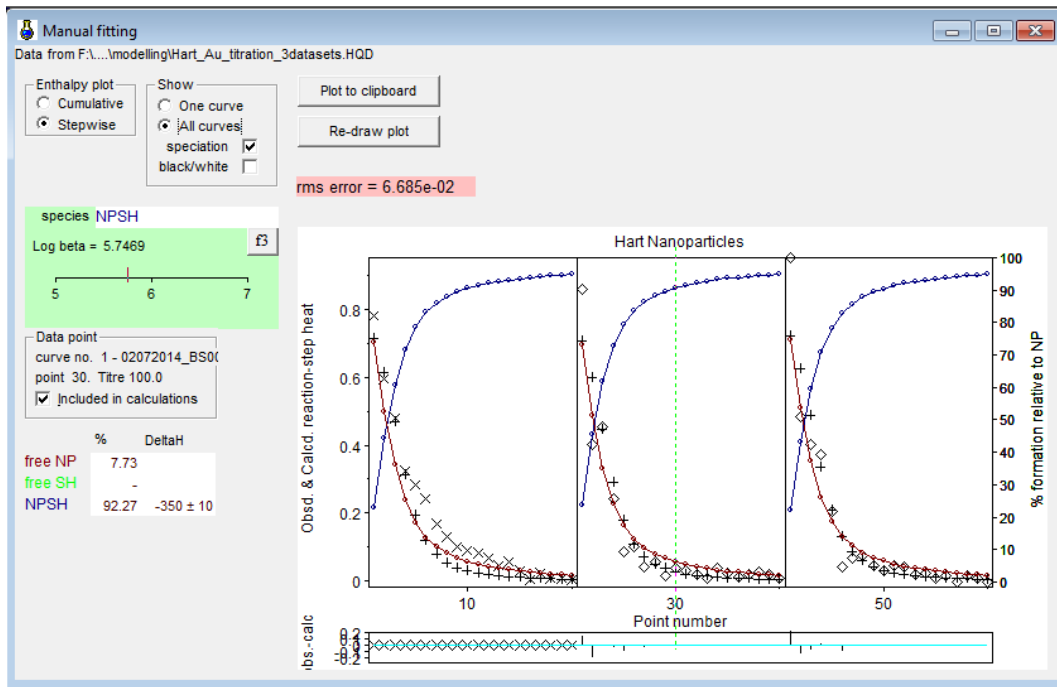 Manual fitting
Data from F:\....\modelling\Hart_Au_titration_3datasets.HQD
Enthalpy plot
Cumulative
Stepwise
Show
One curve
All curves
speciation
black/white
Plot to clipboard
Re-draw plot
rms error = 6.685e-02
species NPSH
Log beta = 5.7469
f3
5 6 7
Data point
curve no. 1 - 02072014_BS00
point 30. Titre 100.0
Included in calculations
% DeltaH
free NP 7.73
free SH -
NPSH 92.27 -350 ± 10
Hart Nanoparticles
Obsd. & Calcd. reaction-step heat
0.8
0.6
0.4
0.2
0
100
90
80
70
60
50
40
30
20
10
0
% formation relative to NP
10 30 50
Point number
bs.-calc
0.2
-0.2